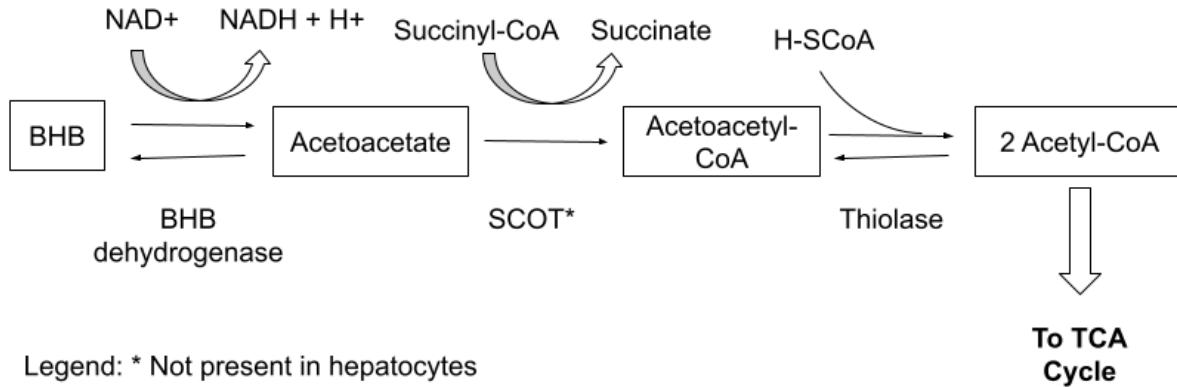 NAD+
NADH + H+
Succinyl-CoA
Succinate
H-SCoA
BHB
Acetoacetate
Acetoacetyl-
CoA
2 Acetyl-CoA
BHB
dehydrogenase
SCOT*
Thiolase
To TCA
Cycle
Legend: * Not present in hepatocytes